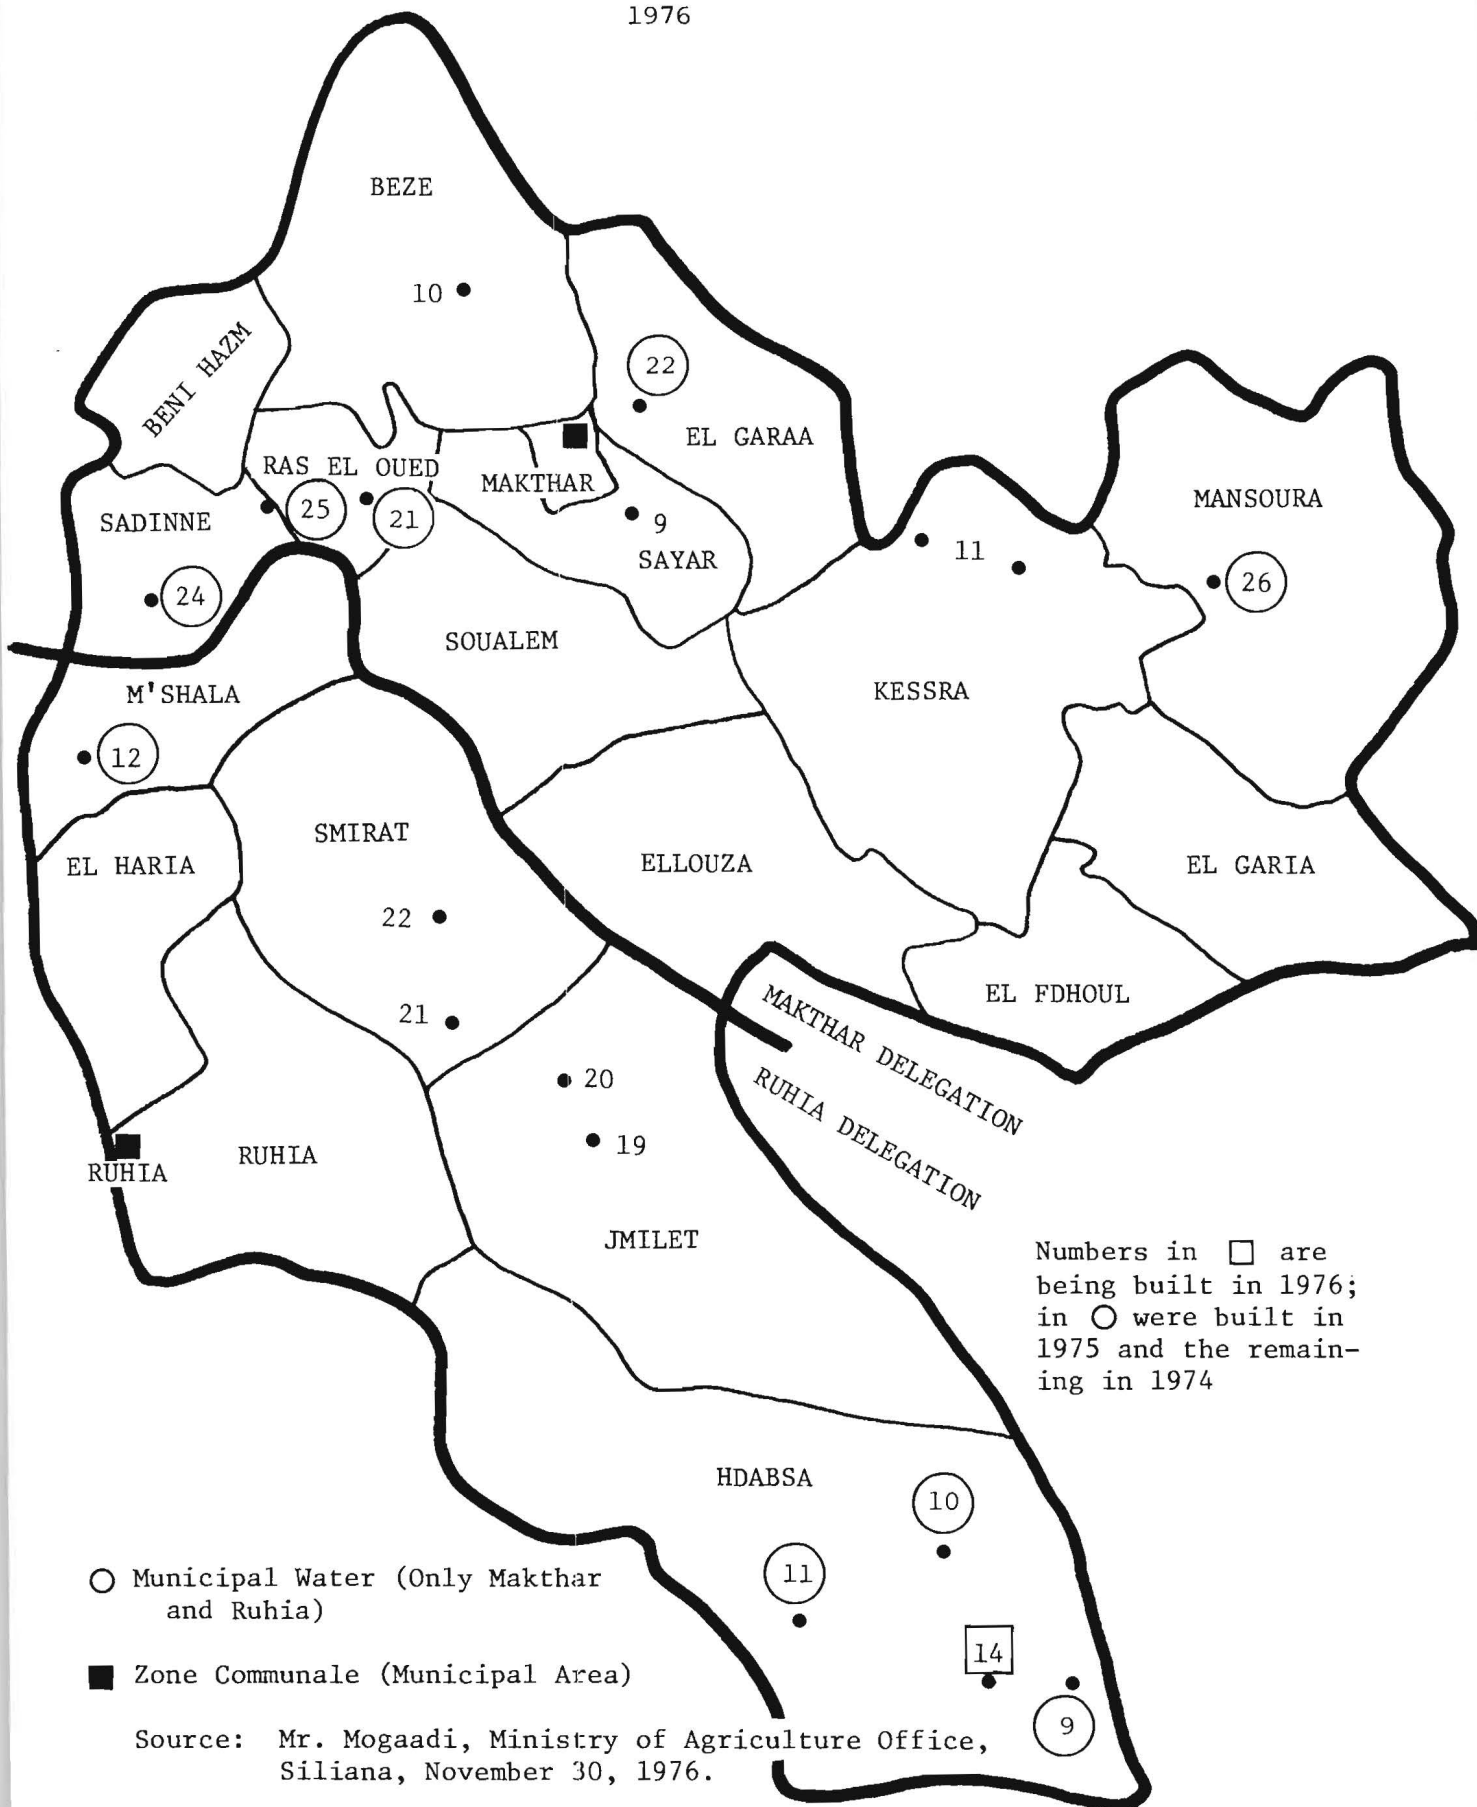 1976
BEZE
10
BENI HAZM
22
EL GARAA
RAS EL OUED
MAKTHAR
MANSOURA
SADINNE
25
21
9
SAYAR
11
26
24
SOUALEM
M'SHALA
KESSRA
12
SMIRAT
EL HARIA
ELLOUZA
EL GARIA
22
EL FDHOUL
21
MAKTHAR DELEGATION
RUHIA DELEGATION
20
19
RUHIA
RUHIA
JMILET
Numbers in □ are
being built in 1976;
in ○ were built in
1975 and the remain-
ing in 1974
HDABSA
10
11
14
9
○ Municipal Water (Only Makthar
and Ruhia)
■ Zone Communale (Municipal Area)
Source: Mr. Mogaadi, Ministry of Agriculture Office,
Siliana, November 30, 1976.